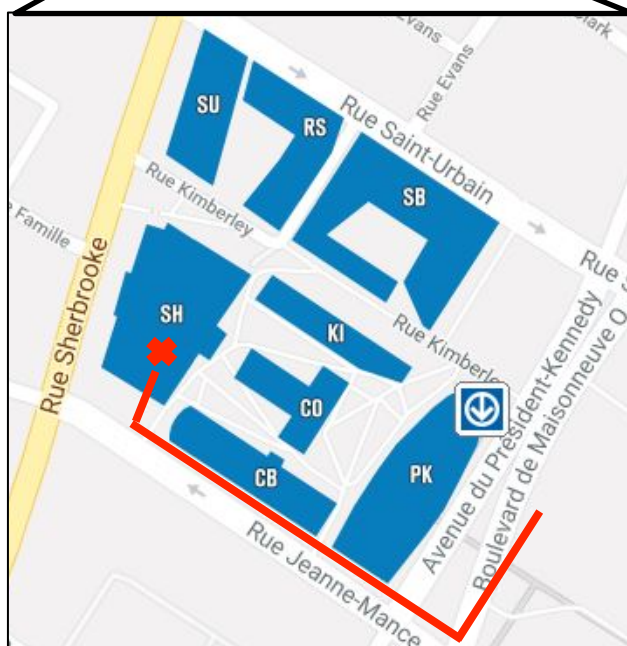 Clark
Evans
Rue Evans
SU
RS
Rue Saint-Urbain
SB
Rue Kimberley
Famille
Rue Sherbrooke
Rue S
SH
KI
Rue Kimberley
CO
Avenue du Président-Kennedy
Boulevard de Maisonneuve O
CB
PK
Rue Jeanne-Mance